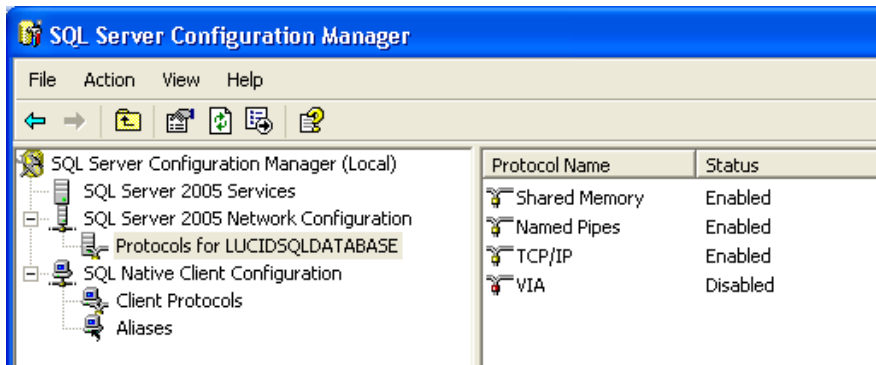 SQL Server Configuration Manager
File Action View Help
SQL Server Configuration Manager (Local)
SQL Server 2005 Services
SQL Server 2005 Network Configuration
Protocols for LUCIDSQLDATABASE
SQL Native Client Configuration
Client Protocols
Aliases
Protocol Name Status
Shared Memory Enabled
Named Pipes Enabled
TCP/IP Enabled
VIA Disabled